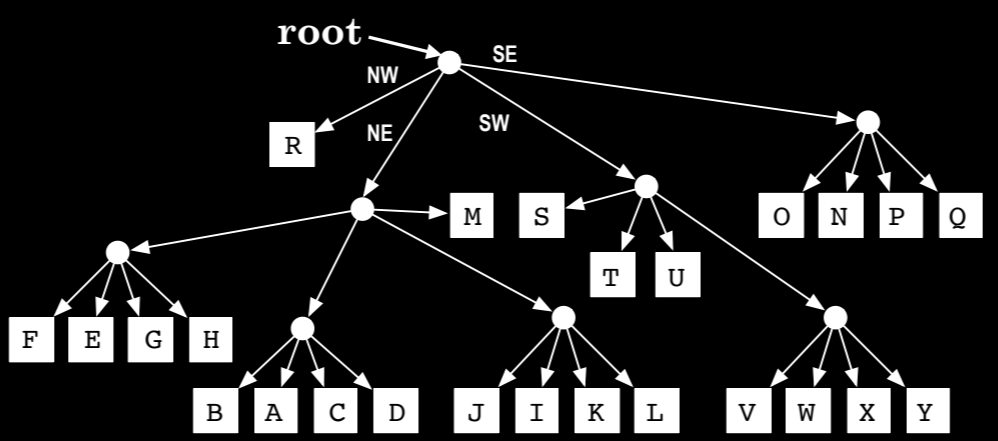 root
SE
NW
NE
SW
R
M
S
O N P Q
T U
F E G H
B A C D
J I K L
V W X Y